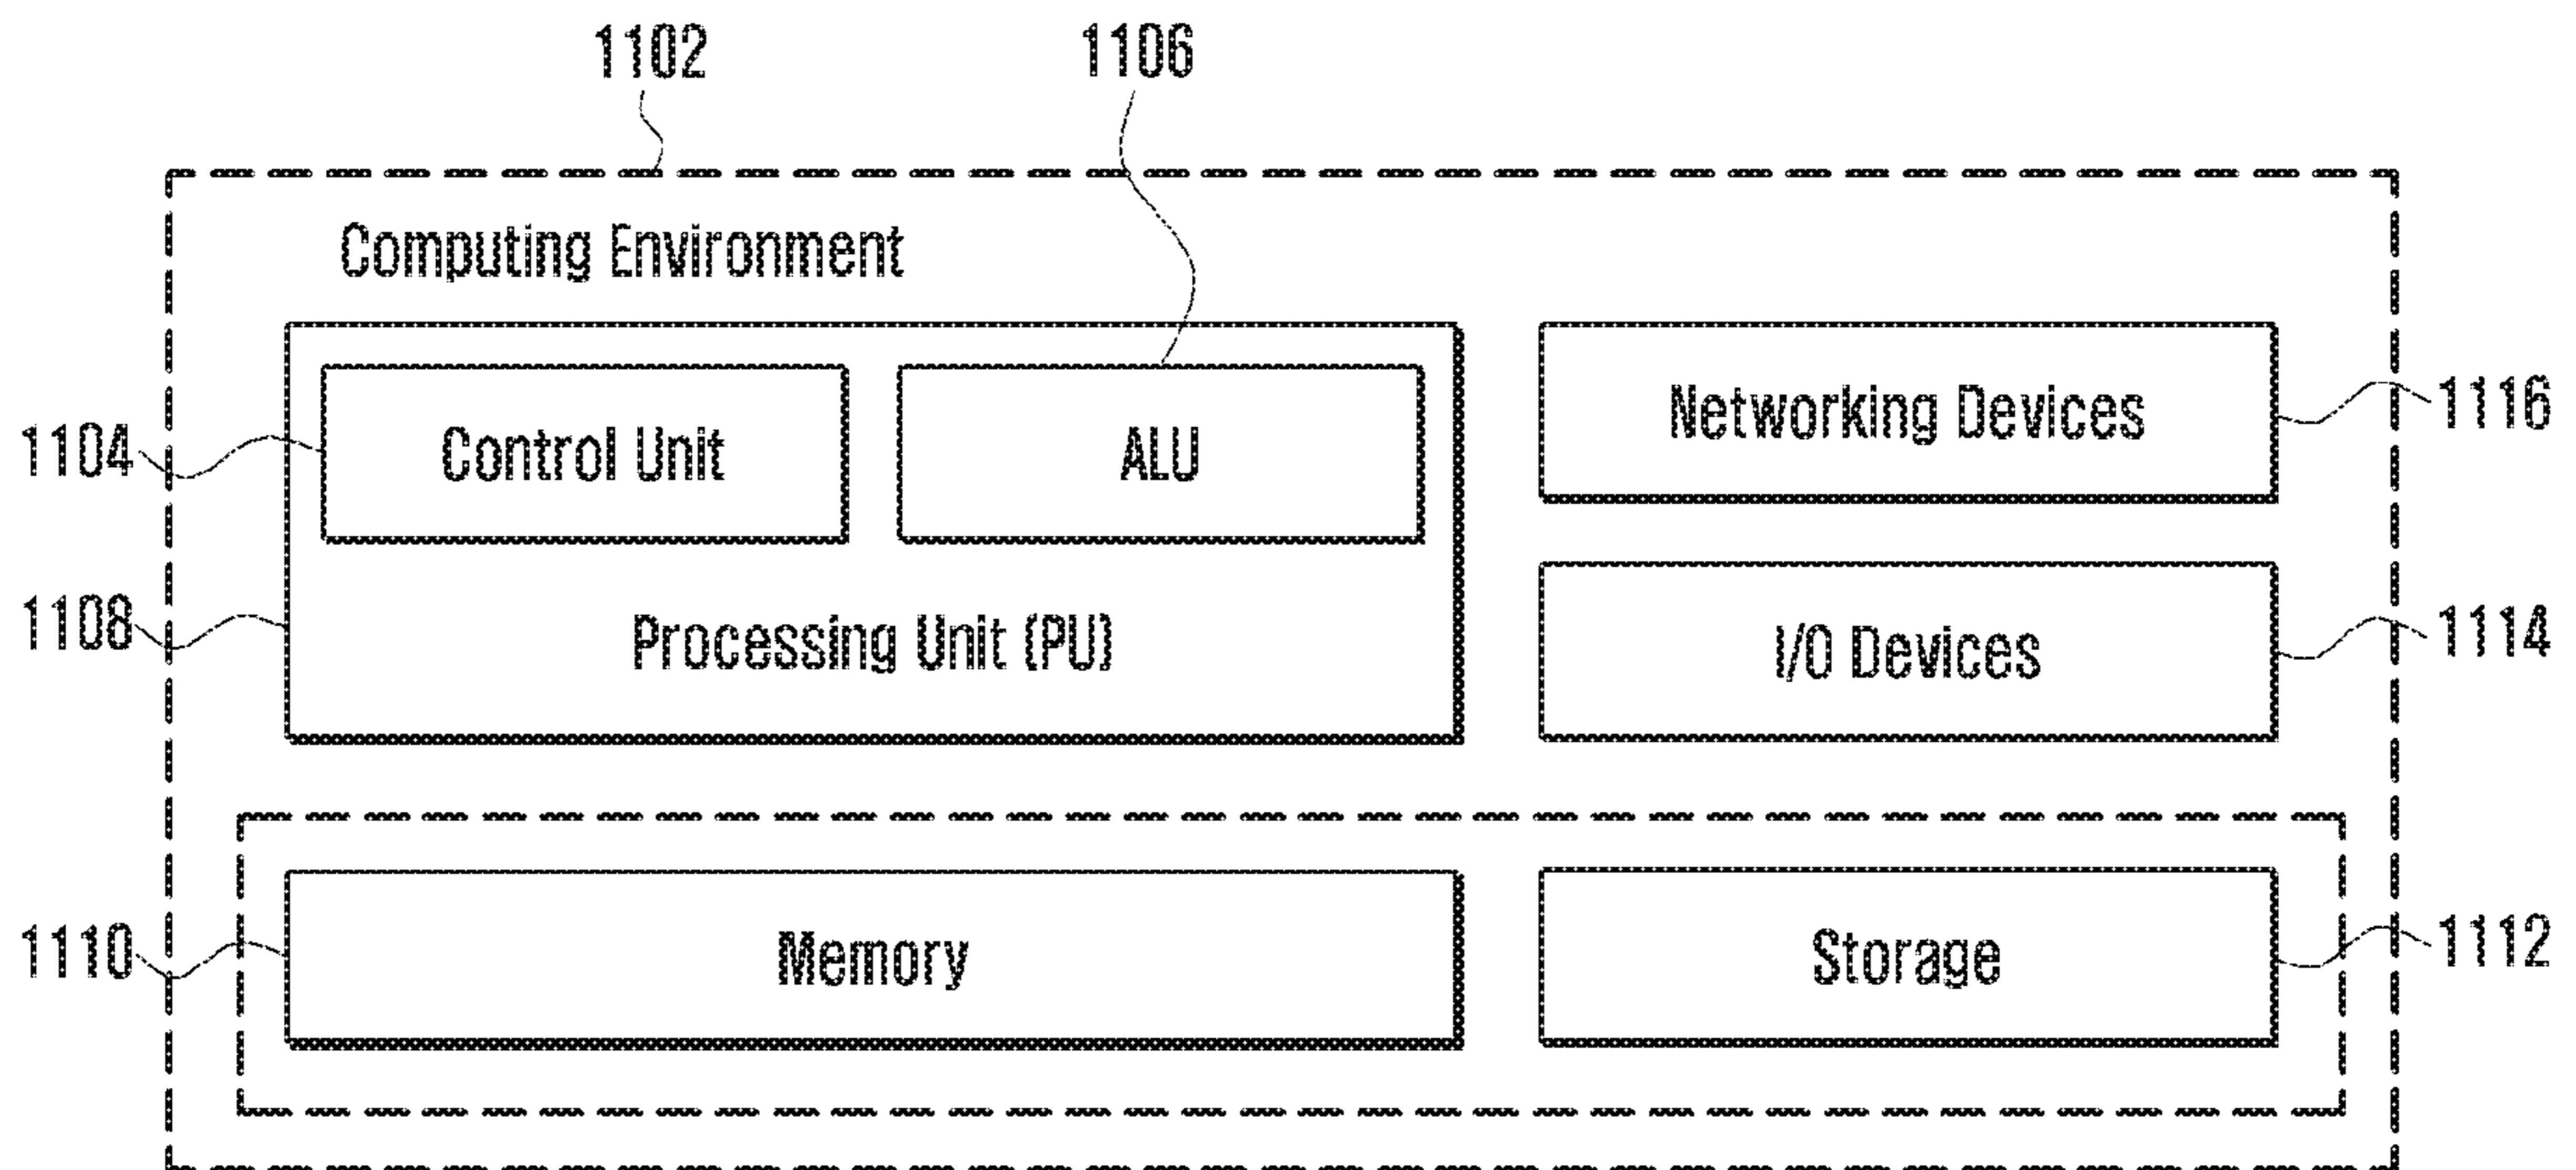 1102
1106
Computing Environment
1104
Control Unit
ALU
Networking Devices
1116
1108
Processing Unit (PU)
I/O Devices
1114
1110
Memory
Storage
1112